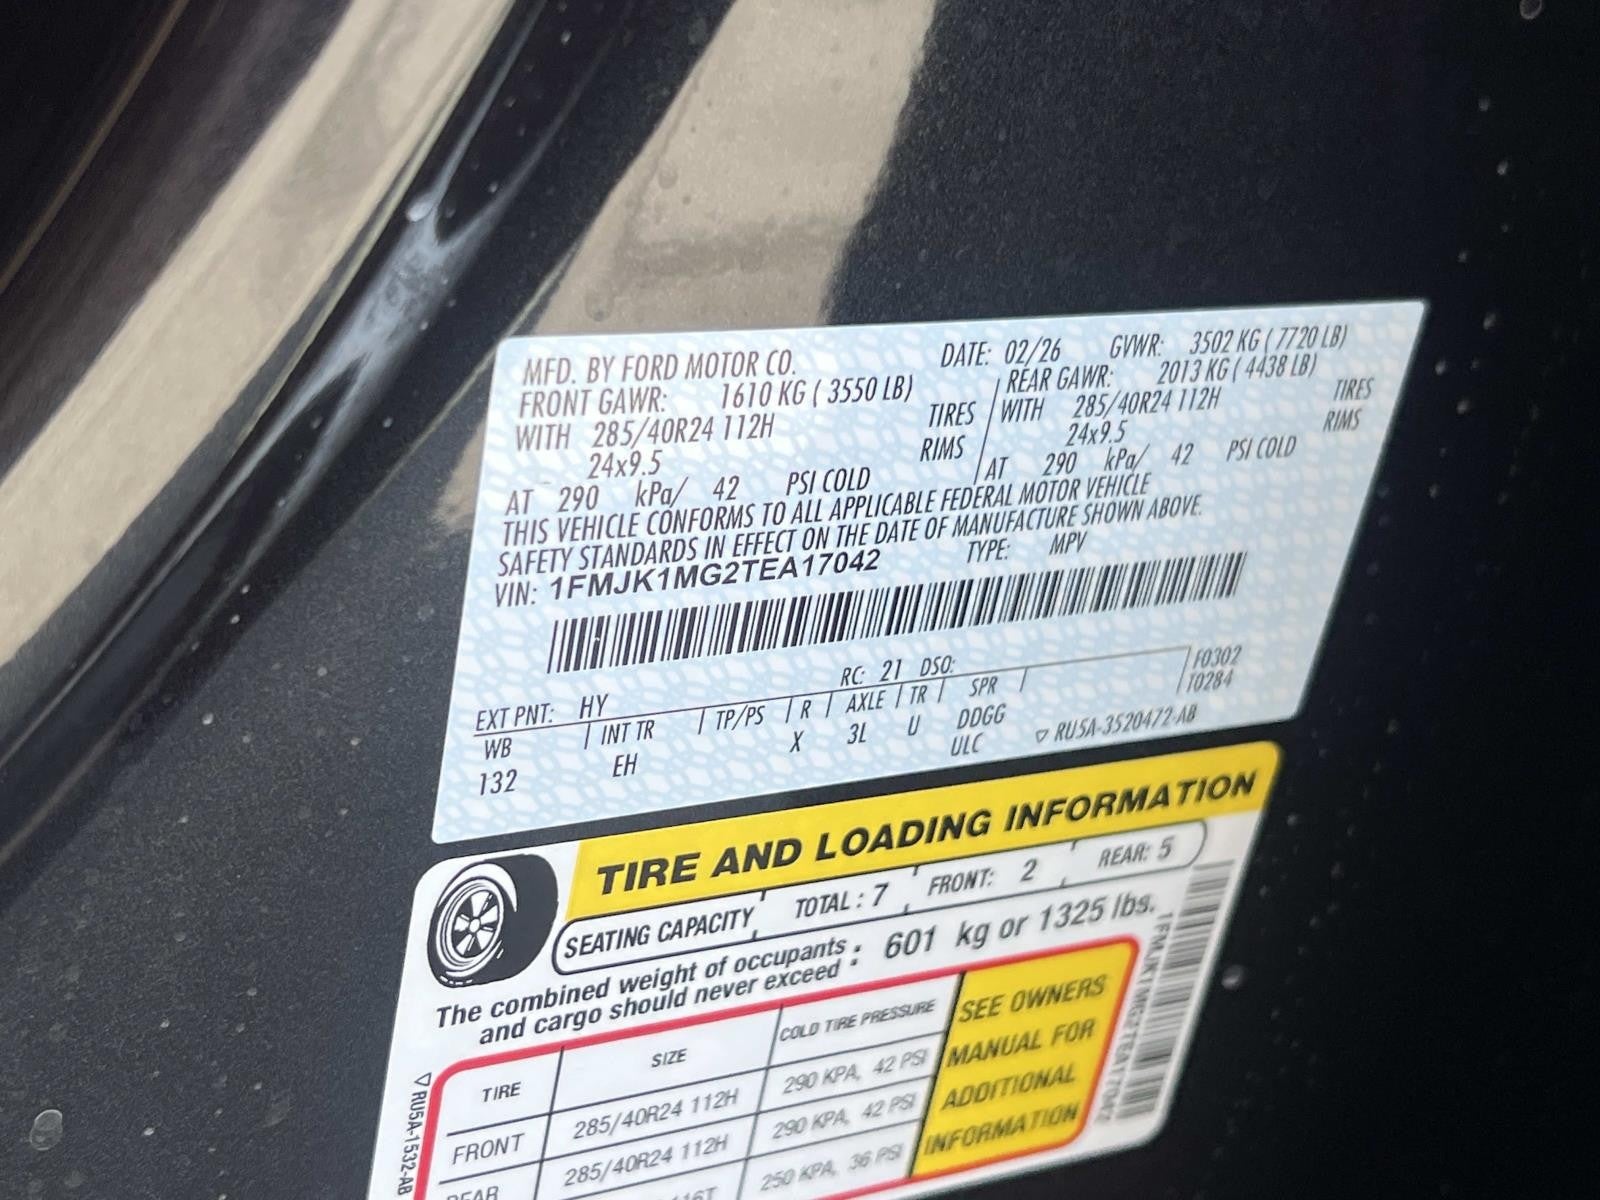 MFD. BY FORD MOTOR CO. DATE: 02/26 GVWR: 3502 KG ( 7720 LB)
FRONT GAWR: 1610 KG ( 3550 LB) REAR GAWR: 2013 KG ( 4438 LB)
WITH 285/40R24 112H TIRES WITH 285/40R24 112H TIRES
24x9.5 RIMS 24x9.5 RIMS
AT 290 kPa/ 42 PSI COLD AT 290 kPa/ 42 PSI COLD
THIS VEHICLE CONFORMS TO ALL APPLICABLE FEDERAL MOTOR VEHICLE
SAFETY STANDARDS IN EFFECT ON THE DATE OF MANUFACTURE SHOWN ABOVE.
VIN: 1FMJK1MG2TEA17042 TYPE: MPV
EXT PNT: HY RC: 21 DSO: F0302
WB INT TR TP/PS R AXLE TR SPR T0284
132 EH X 3L U DDGG
ULC ▽ RU5A-3520472-AB
TIRE AND LOADING INFORMATION
SEATING CAPACITY TOTAL : 7 FRONT: 2 REAR: 5
The combined weight of occupants
and cargo should never exceed : 601 kg or 1325 lbs.
TIRE SIZE COLD TIRE PRESSURE
FRONT 285/40R24 112H 290 KPA, 42 PSI
REAR 285/40R24 112H 290 KPA, 42 PSI
116T 250 KPA, 36 PSI
SEE OWNERS
MANUAL FOR
ADDITIONAL
INFORMATION
1FMJK1MG2TEA17042
▽RU5A-1532-AB